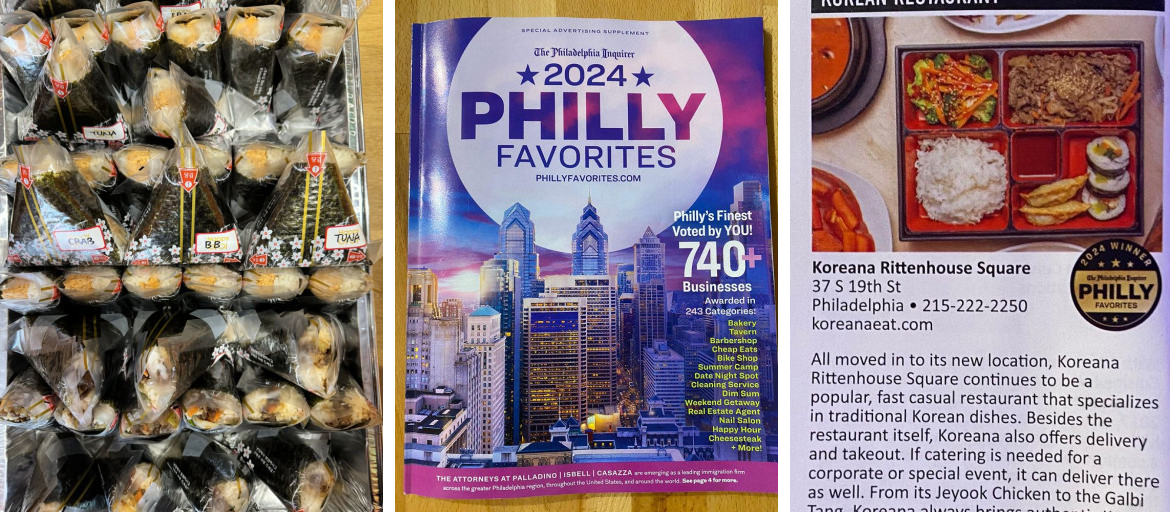 TUNA
CRAB
BB
TUNA
SPECIAL ADVERTISING SUPPLEMENT
The Philadelphia Inquirer
★2024★
PHILLY
FAVORITES
PHILLYFAVORITES.COM
Philly's Finest
Voted by YOU!
740+
Businesses
Awarded in
243 Categories:
Bakery
Tavern
Barbershop
Cheap Eats
Bike Shop
Summer Camp
Date Night Spot
Cleaning Service
Dim Sum
Weekend Getaway
Real Estate Agent
Nail Salon
Happy Hour
Cheesesteak
+ More!
THE ATTORNEYS AT PALLADINO | ISBELL | CASAZZA are emerging as a leading immigration firm
across the greater Philadelphia region, throughout the United States, and around the world. See page 4 for more.
KOREAN RESTAURANT
Koreana Rittenhouse Square
37 S 19th St
Philadelphia • 215-222-2250
koreanaeat.com
2024 WINNER
The Philadelphia Inquirer
PHILLY
FAVORITES
All moved in to its new location, Koreana
Rittenhouse Square continues to be a
popular, fast casual restaurant that specializes
in traditional Korean dishes. Besides the
restaurant itself, Koreana also offers delivery
and takeout. If catering is needed for a
corporate or special event, it can deliver there
as well. From its Jeyook Chicken to the Galbi
Tang, Koreana always brings